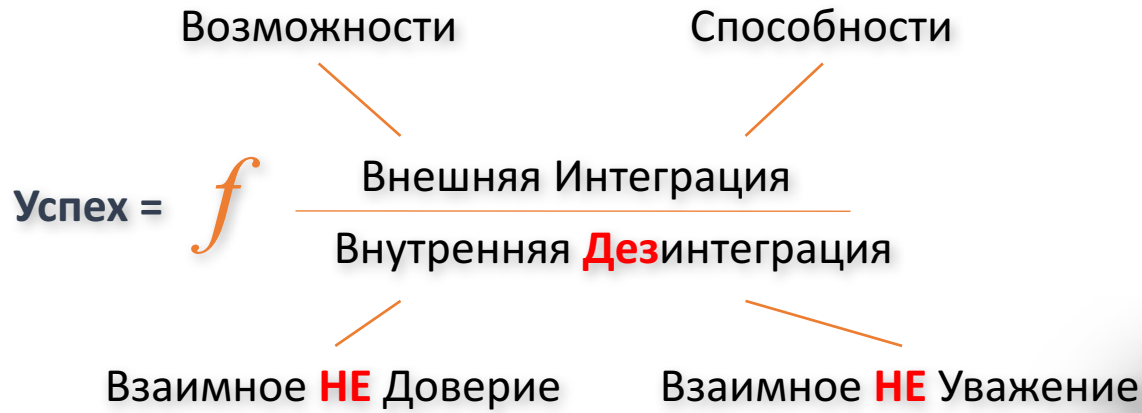 Возможности Способности
Внешняя Интеграция
Успех = f
Внутренняя Дезинтеграция
Взаимное НЕ Доверие Взаимное НЕ Уважение